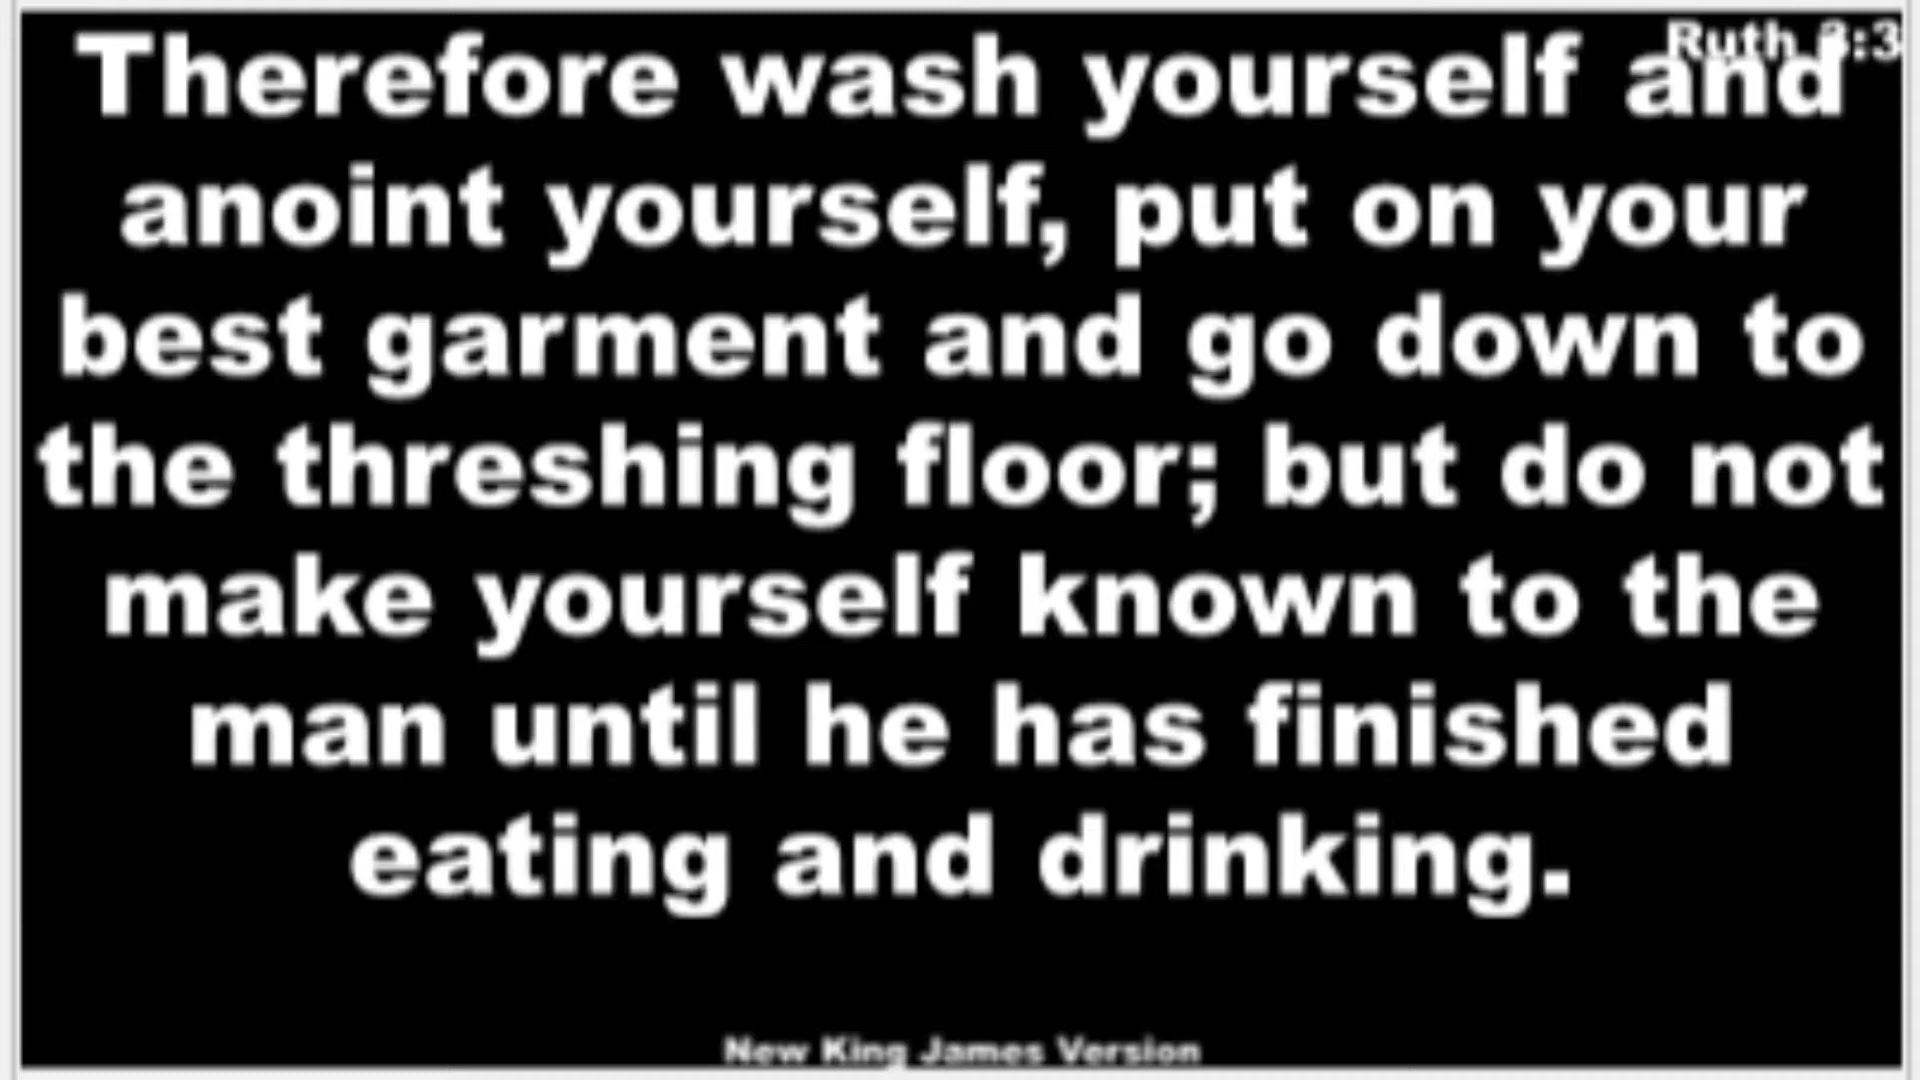 Ruth 3:3
Therefore wash yourself and
anoint yourself, put on your
best garment and go down to
the threshing floor; but do not
make yourself known to the
man until he has finished
eating and drinking.
New King James Version